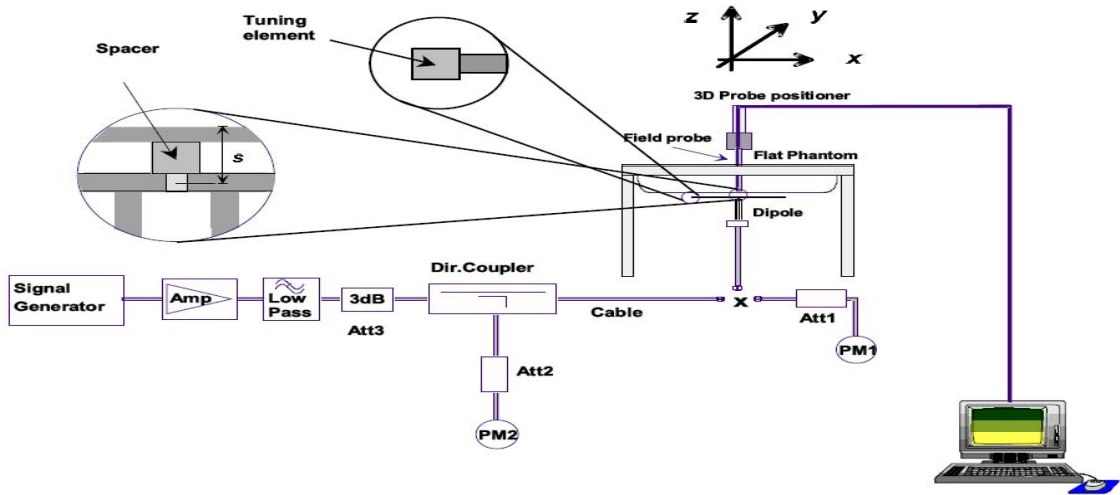 Tuning
element
Spacer
s
z
y
x
3D Probe positioner
Field probe
Flat Phantom
Dipole
Dir.Coupler
Signal
Generator
Amp
Low
Pass
3dB
Att3
Cable
x
Att1
PM1
Att2
PM2